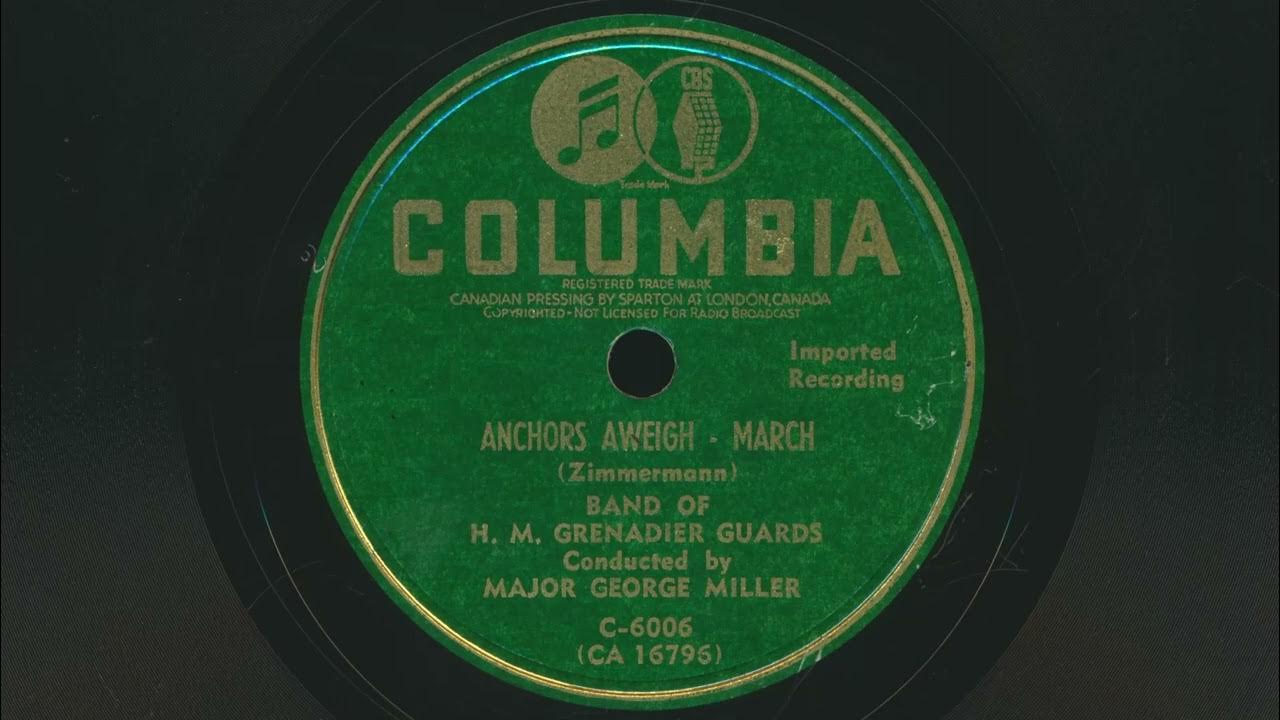 CBS
Trade Mark
COLUMBIA
REGISTERED TRADE MARK
CANADIAN PRESSING BY SPARTON AT LONDON, CANADA
COPYRIGHTED - NOT LICENSED FOR RADIO BROADCAST
Imported
Recording
ANCHORS AWEIGH - MARCH
(Zimmermann)
BAND OF
H. M. GRENADIER GUARDS
Conducted by
MAJOR GEORGE MILLER
C-6006
(CA 16796)